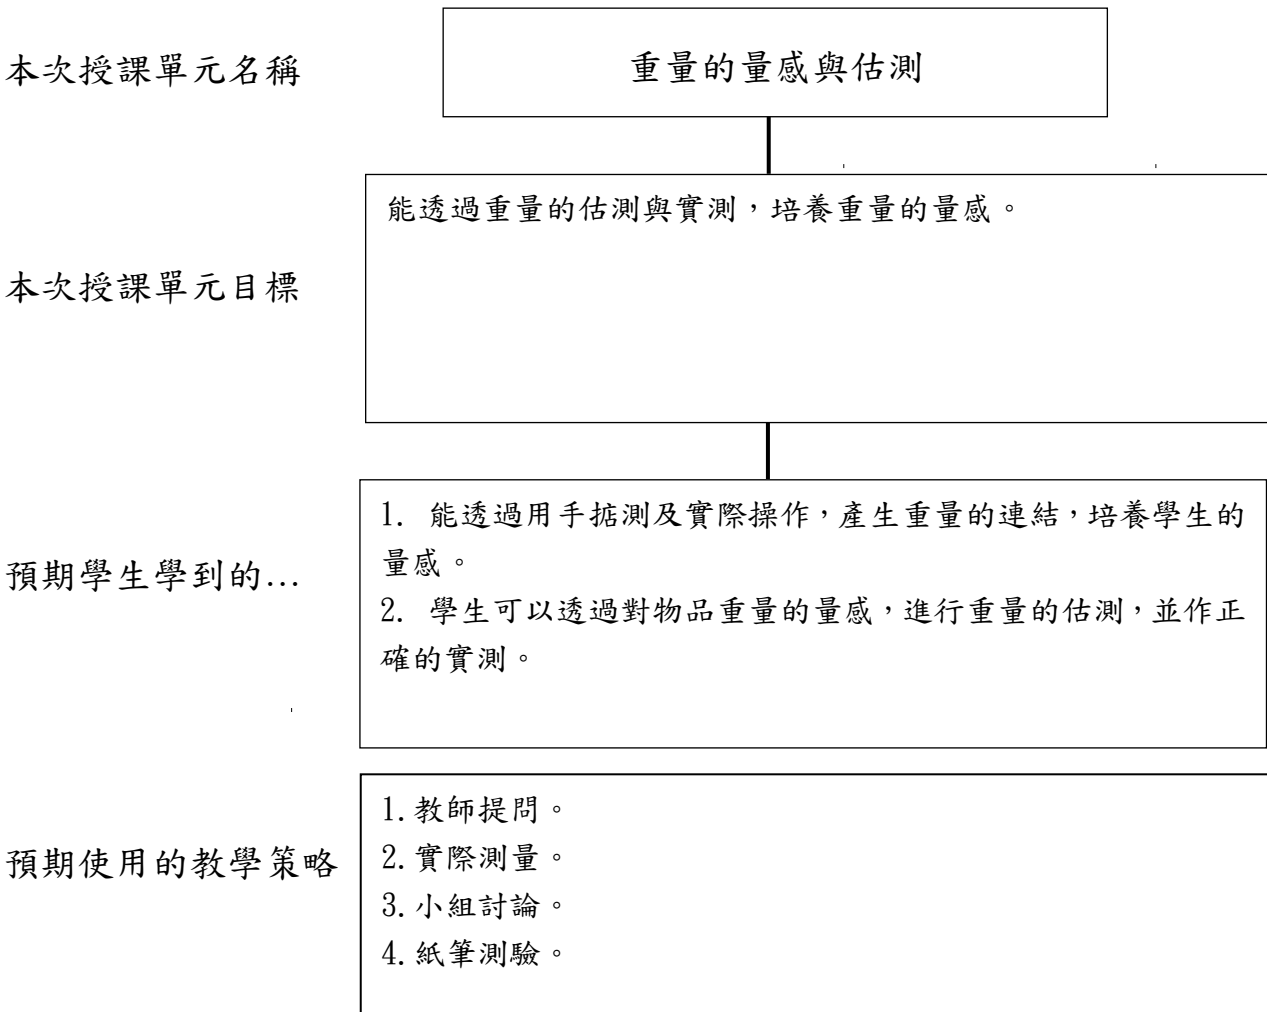 本次授課單元名稱
重量的量感與估測
本次授課單元目標
能透過重量的估測與實測，培養重量的量感。
預期學生學到的...
1. 能透過用手掂測及實際操作，產生重量的連結，培養學生的
量感。
2. 學生可以透過對物品重量的量感，進行重量的估測，並作正
確的實測。
預期使用的教學策略
1.教師提問。
2.實際測量。
3.小組討論。
4.紙筆測驗。